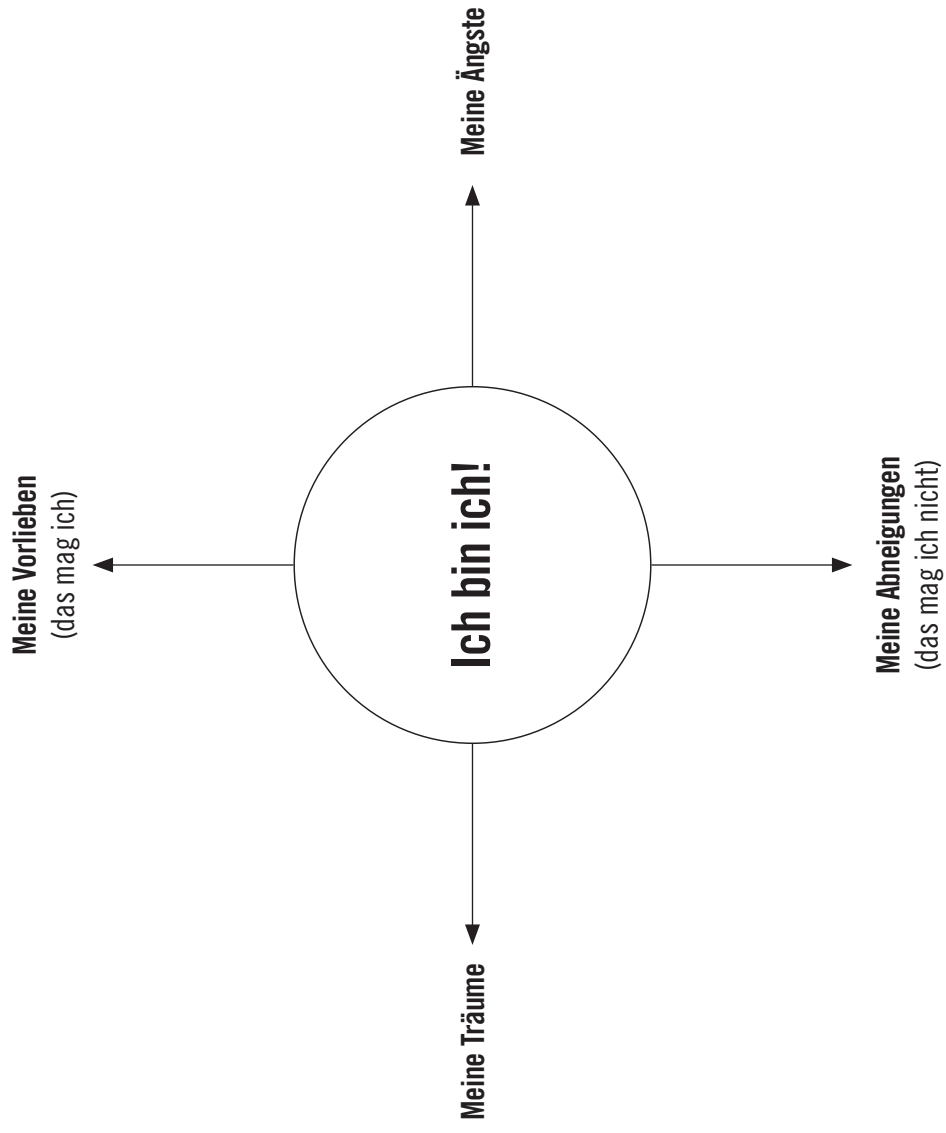 Meine Vorlieben
(das mag ich)
Meine Träume
Ich bin ich!
Meine Ängste
Meine Abneigungen
(das mag ich nicht)